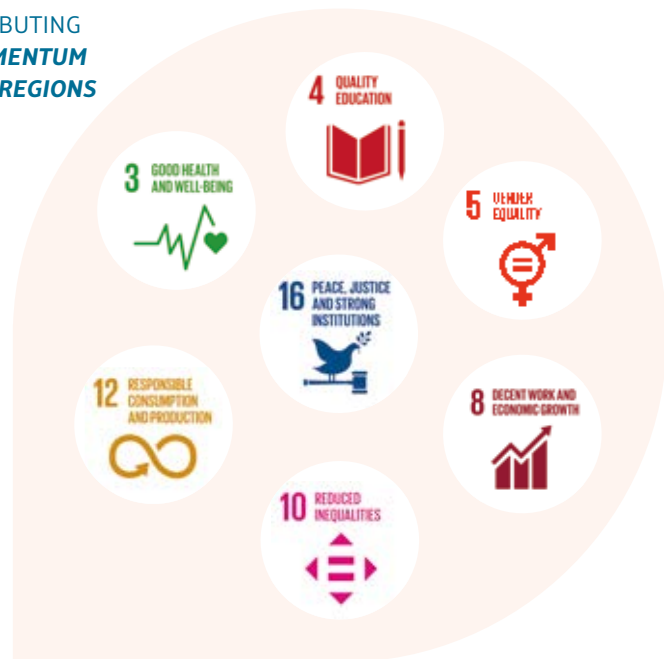 BUTING
MENTUM
REGIONS
4 QUALITY
EDUCATION
3 GOOD HEALTH
AND WELL-BEING
5
EQUALITY
16 PEACE, JUSTICE
AND STRONG
INSTITUTIONS
12 RESPONSIBLE
CONSUMPTION
AND PRODUCTION
8 DECENT WORK AND
ECONOMIC GROWTH
10 REDUCED
INEQUALITIES